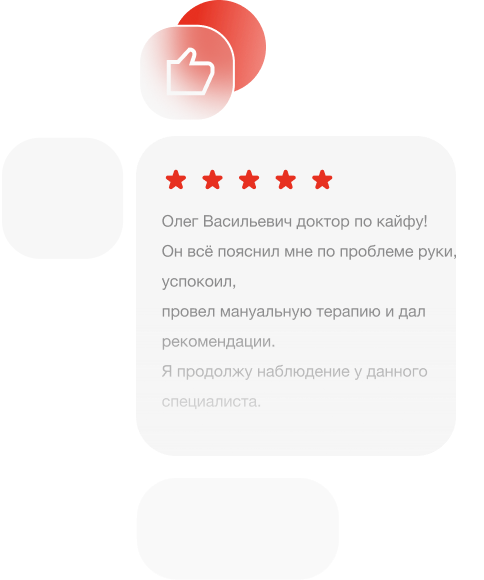 Олег Васильевич доктор по кайфу!
Он всё пояснил мне по проблеме руки,
успокоил,
провел мануальную терапию и дал
рекомендации.
Я продолжу наблюдение у данного
специалиста.